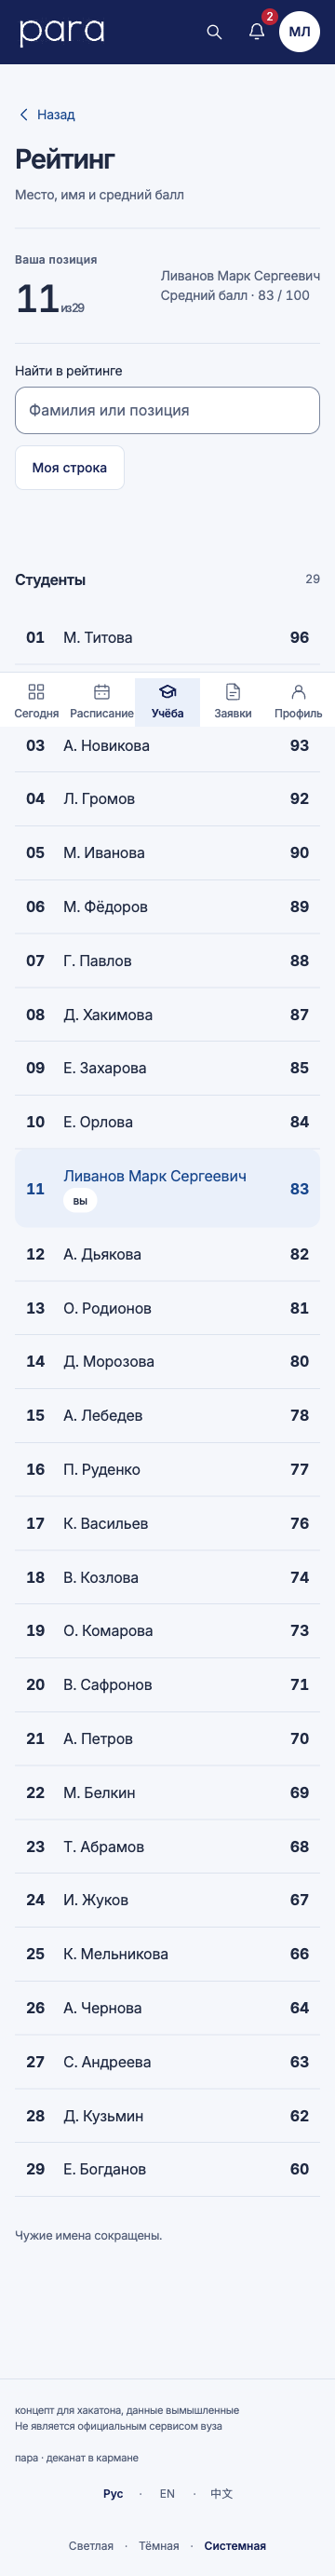 para
2
МЛ
Назад
Рейтинг
Место, имя и средний балл
Ваша позиция
11 из 29
Ливанов Марк Сергеевич
Средний балл · 83 / 100
Найти в рейтинге
Фамилия или позиция
Моя строка
Студенты 29
01 М. Титова 96
Сегодня Расписание Учёба Заявки Профиль
03 А. Новикова 93
04 Л. Громов 92
05 М. Иванова 90
06 М. Фёдоров 89
07 Г. Павлов 88
08 Д. Хакимова 87
09 Е. Захарова 85
10 Е. Орлова 84
11 Ливанов Марк Сергеевич 83
вы
12 А. Дьякова 82
13 О. Родионов 81
14 Д. Морозова 80
15 А. Лебедев 78
16 П. Руденко 77
17 К. Васильев 76
18 В. Козлова 74
19 О. Комарова 73
20 В. Сафронов 71
21 А. Петров 70
22 М. Белкин 69
23 Т. Абрамов 68
24 И. Жуков 67
25 К. Мельникова 66
26 А. Чернова 64
27 С. Андреева 63
28 Д. Кузьмин 62
29 Е. Богданов 60
Чужие имена сокращены.
концепт для хакатона, данные вымышленные
Не является официальным сервисом вуза
пара · деканат в кармане
Рус · EN · 中文
Светлая · Тёмная · Системная